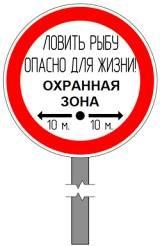 ЛОВИТЬ РЫБУ
ОПАСНО ДЛЯ ЖИЗНИ!
ОХРАННАЯ
ЗОНА
10 м. 10 м.